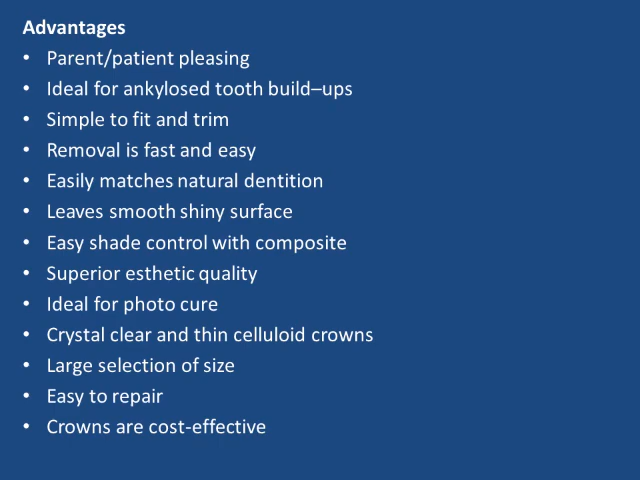 Advantages
• Parent/patient pleasing
• Ideal for ankylosed tooth build–ups
• Simple to fit and trim
• Removal is fast and easy
• Easily matches natural dentition
• Leaves smooth shiny surface
• Easy shade control with composite
• Superior esthetic quality
• Ideal for photo cure
• Crystal clear and thin celluloid crowns
• Large selection of size
• Easy to repair
• Crowns are cost-effective